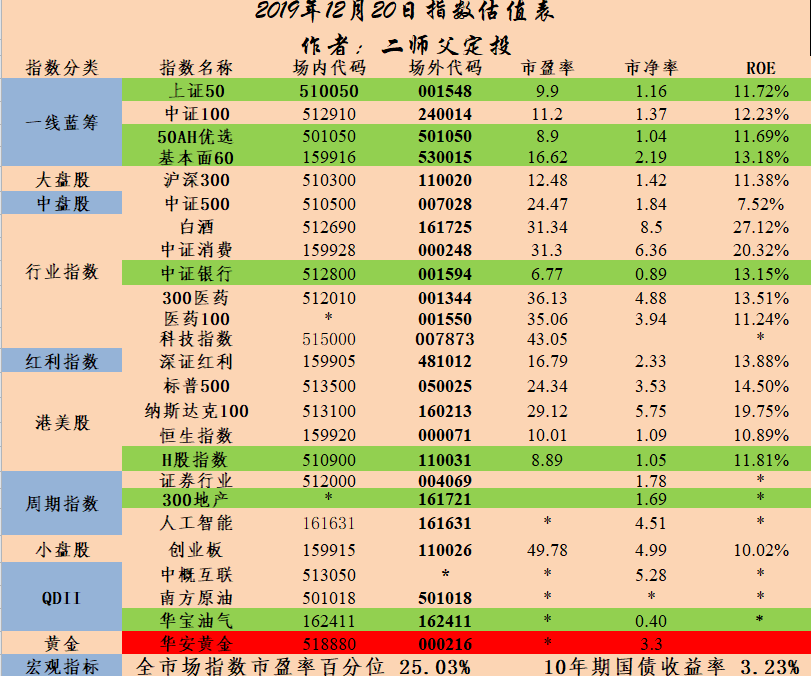 2019年12月20日指数估值表
作者：二师父定投
指数分类 指数名称 场内代码 场外代码 市盈率 市净率 ROE
上证50 510050 001548 9.9 1.16 11.72%
一线蓝筹 中证100 512910 240014 11.2 1.37 12.23%
50AH优选 501050 501050 8.9 1.04 11.69%
基本面60 159916 530015 16.62 2.19 13.18%
大盘股 沪深300 510300 110020 12.48 1.42 11.38%
中盘股 中证500 510500 007028 24.47 1.84 7.52%
白酒 512690 161725 31.34 8.5 27.12%
中证消费 159928 000248 31.3 6.36 20.32%
行业指数 中证银行 512800 001594 6.77 0.89 13.15%
300医药 512010 001344 36.13 4.88 13.51%
医药100 * 001550 35.06 3.94 11.24%
科技指数 515000 007873 43.05 *
红利指数 深证红利 159905 481012 16.79 2.33 13.88%
标普500 513500 050025 24.34 3.53 14.50%
纳斯达克100 513100 160213 29.12 5.75 19.75%
港美股 恒生指数 159920 000071 10.01 1.09 10.89%
H股指数 510900 110031 8.89 1.05 11.81%
证券行业 512000 004069 1.78 *
周期指数 300地产 * 161721 1.69 *
人工智能 161631 161631 * 4.51 *
小盘股 创业板 159915 110026 49.78 4.99 10.02%
中概互联 513050 * * 5.28 *
QDII 南方原油 501018 501018 * * *
华宝油气 162411 162411 * 0.40 *
黄金 华安黄金 518880 000216 * 3.3
宏观指标 全市场指数市盈率百分位 25.03% 10年期国债收益率 3.23%